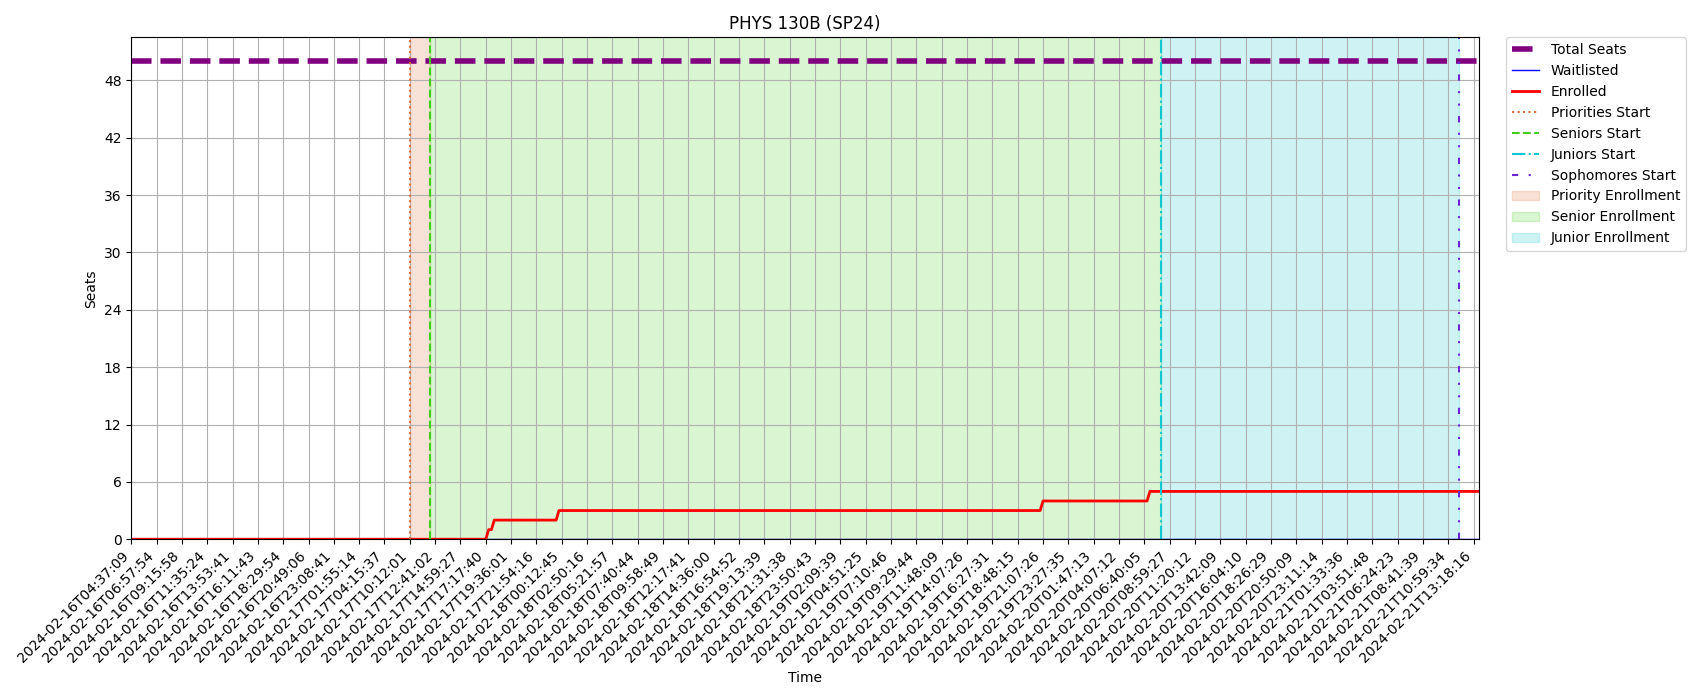 PHYS 130B (SP24)
Total Seats
Waitlisted
Enrolled
Priorities Start
Seniors Start
Juniors Start
Sophomores Start
Priority Enrollment
Senior Enrollment
Junior Enrollment
Seats
48
42
36
30
24
18
12
6
0
2024-02-16T04:37:09
2024-02-16T06:57:54
2024-02-16T09:15:58
2024-02-16T11:35:24
2024-02-16T13:53:41
2024-02-16T16:11:43
2024-02-16T18:29:54
2024-02-16T20:49:06
2024-02-16T23:08:41
2024-02-17T01:55:14
2024-02-17T04:15:37
2024-02-17T10:12:01
2024-02-17T12:41:02
2024-02-17T14:59:27
2024-02-17T17:17:40
2024-02-17T19:36:01
2024-02-17T21:54:16
2024-02-18T00:12:45
2024-02-18T02:50:16
2024-02-18T05:21:57
2024-02-18T07:40:44
2024-02-18T09:58:49
2024-02-18T12:17:41
2024-02-18T14:36:00
2024-02-18T16:54:52
2024-02-18T19:13:39
2024-02-18T21:31:38
2024-02-18T23:50:43
2024-02-19T02:09:39
2024-02-19T04:51:25
2024-02-19T07:10:46
2024-02-19T09:29:44
2024-02-19T11:48:09
2024-02-19T14:07:26
2024-02-19T16:27:31
2024-02-19T18:48:15
2024-02-19T21:07:26
2024-02-19T23:27:35
2024-02-20T01:47:13
2024-02-20T04:07:12
2024-02-20T06:40:05
2024-02-20T08:59:27
2024-02-20T11:20:12
2024-02-20T13:42:09
2024-02-20T16:04:10
2024-02-20T18:26:29
2024-02-20T20:50:09
2024-02-20T23:11:14
2024-02-21T01:33:36
2024-02-21T03:51:48
2024-02-21T06:24:23
2024-02-21T08:41:39
2024-02-21T10:59:34
2024-02-21T13:18:16
Time